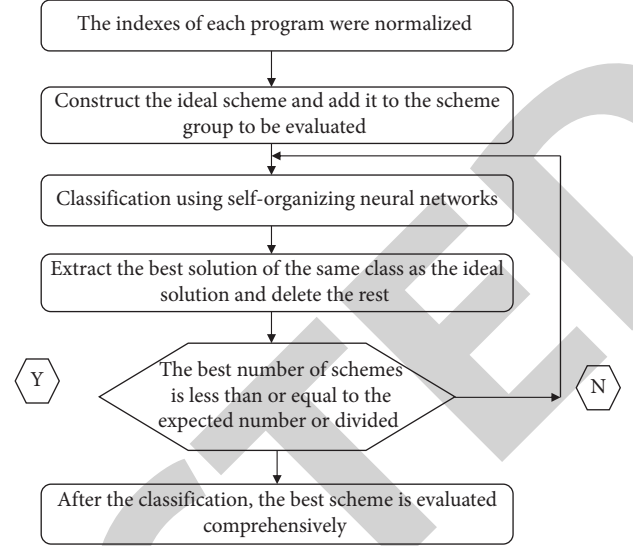 The indexes of each program were normalized
Construct the ideal scheme and add it to the scheme
group to be evaluated
Classification using self-organizing neural networks
Extract the best solution of the same class as the ideal
solution and delete the rest
Y
The best number of schemes
is less than or equal to the
expected number or divided
N
After the classification, the best scheme is evaluated
comprehensively